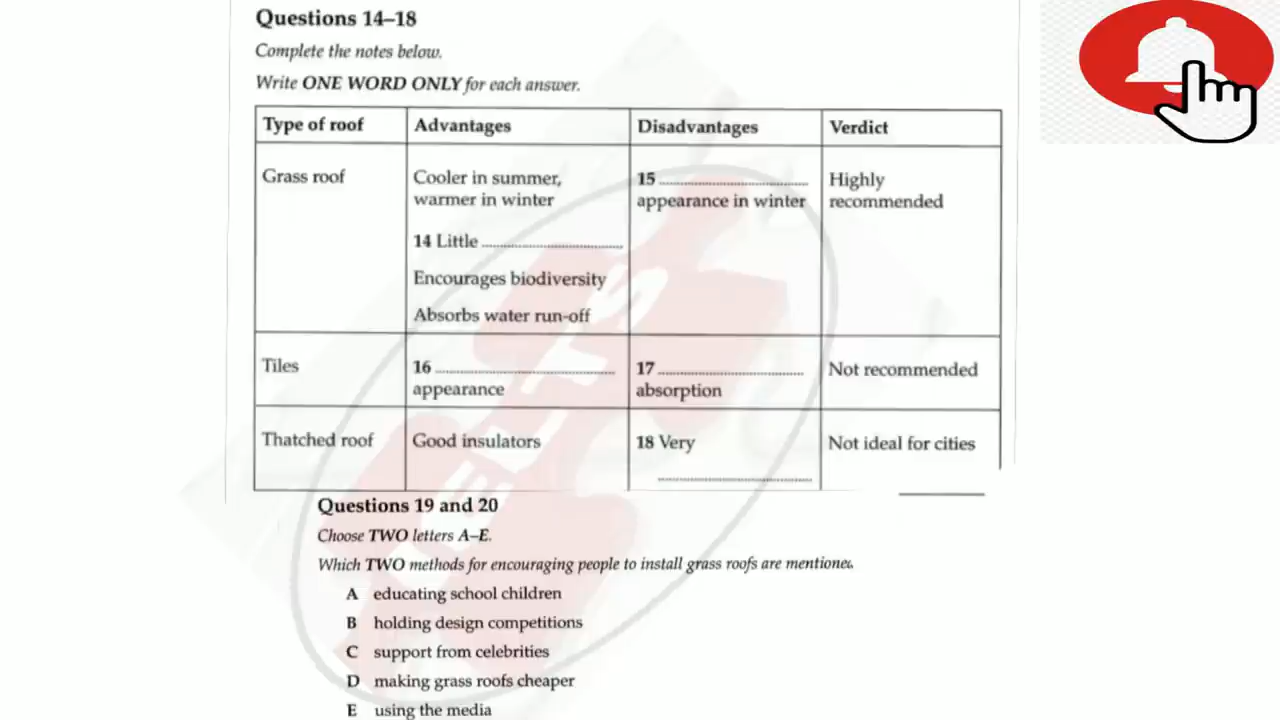 Questions 14–18
Complete the notes below.
Write ONE WORD ONLY for each answer.
Type of roof Advantages Disadvantages Verdict
Grass roof
Cooler in summer,
warmer in winter
14 Little ....................
Encourages biodiversity
Absorbs water run-off
15 ....................
appearance in winter
Highly
recommended
Tiles
16 ....................
appearance
17 ....................
absorption
Not recommended
Thatched roof
Good insulators
18 Very
....................
Not ideal for cities
Questions 19 and 20
Choose TWO letters A–E.
Which TWO methods for encouraging people to install grass roofs are mentioned
A educating school children
B holding design competitions
C support from celebrities
D making grass roofs cheaper
E using the media
IELTS